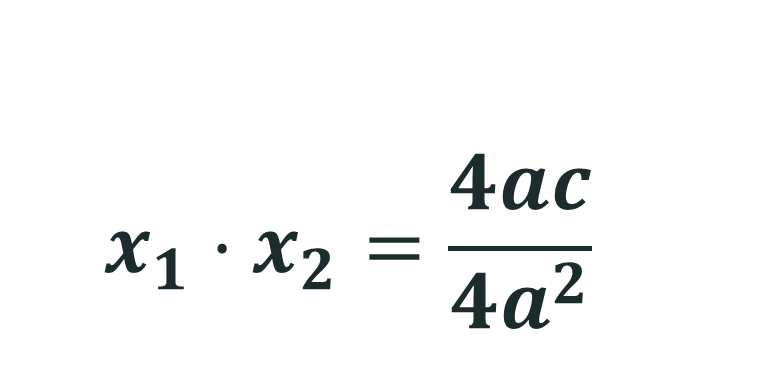 x₁ · x₂ = 4ac / 4a²